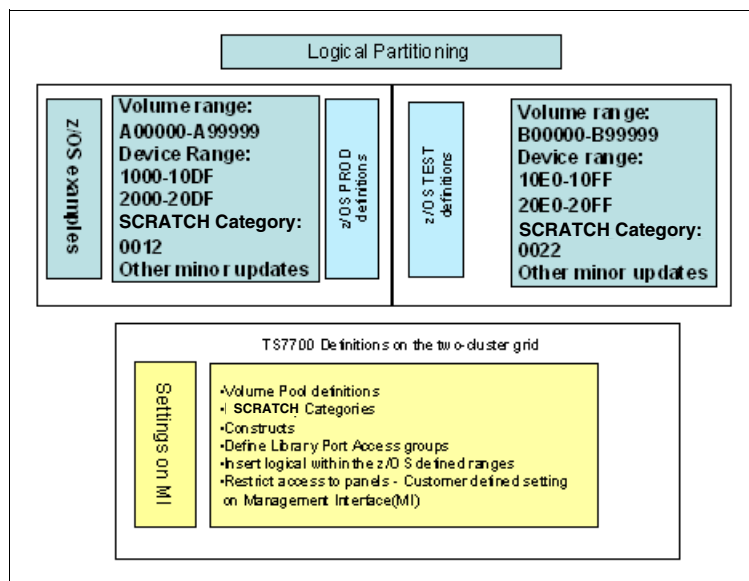 Logical Partitioning
z/OS examples
Volume range:
A00000-A99999
Device Range:
1000-10DF
2000-20DF
SCRATCH Category:
0012
Other minor updates
z/OS PROD
definitions
z/OS TEST
definitions
Volume range:
B00000-B99999
Device range:
10E0-10FF
20E0-20FF
SCRATCH Category:
0022
Other minor updates
TS7700 Definitions on the two-cluster grid
Settings on MI
•Volume Pool definitions
• SCRATCH Categories
•Constructs
•Define Library Port Access groups
•Insert logical within the z/OS defined ranges
•Restrict access to panels - Customer defined setting
on Management Interface(MI)